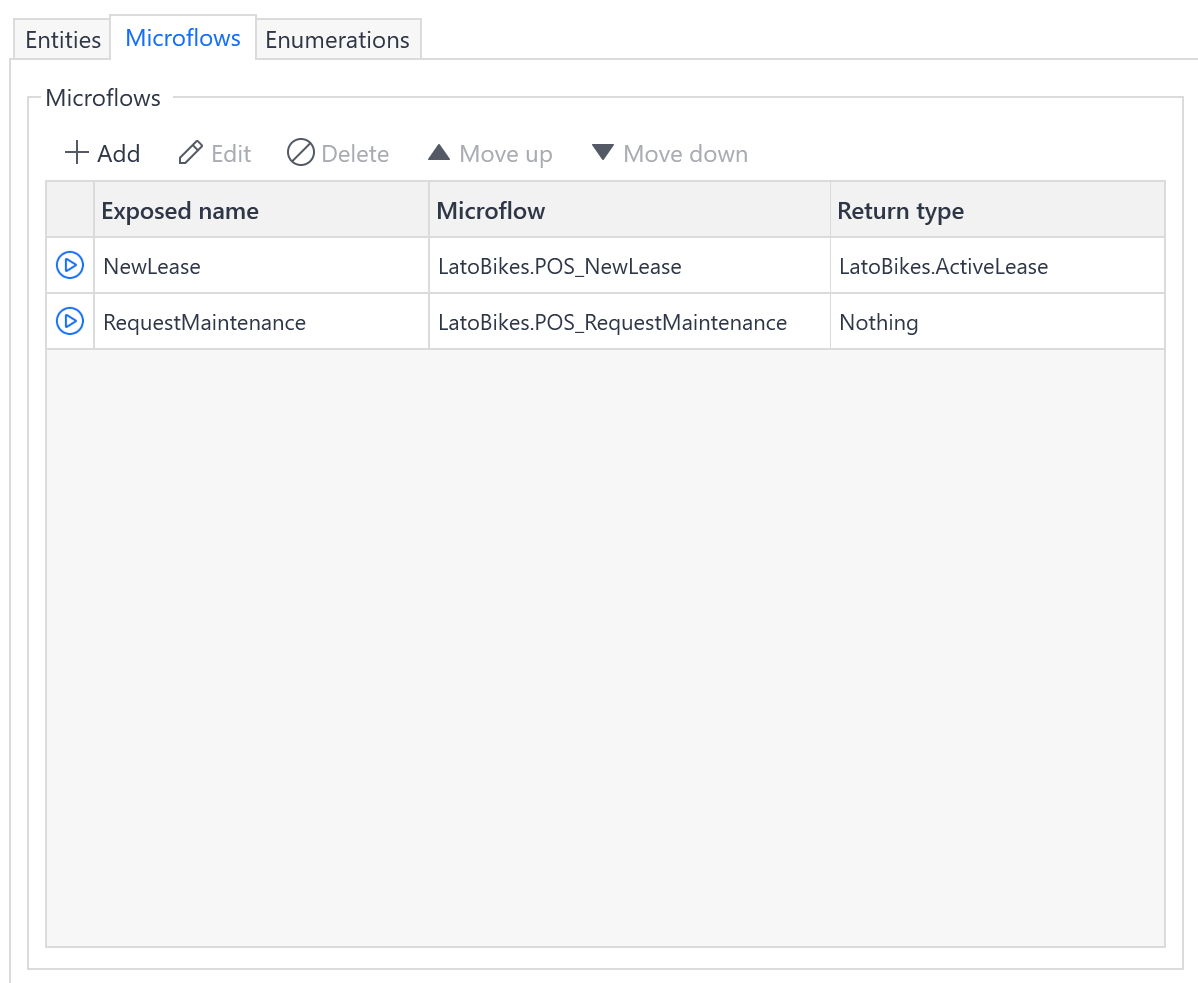 Entities Microflows Enumerations
Microflows
Add Edit Delete Move up Move down
Exposed name Microflow Return type
NewLease LatoBikes.POS_NewLease LatoBikes.ActiveLease
RequestMaintenance LatoBikes.POS_RequestMaintenance Nothing